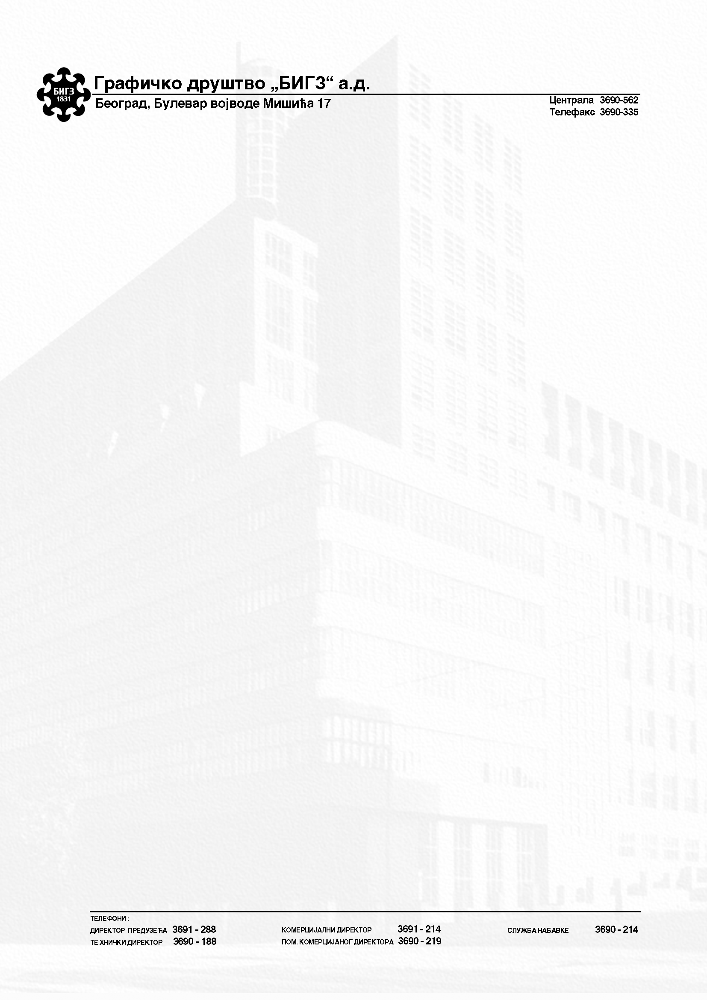 БИГЗ
1831
Графичко друштво „БИГЗ“ а.д.
Београд, Булевар војводе Мишића 17
Централа 3690-562
Телефакс 3690-335
ТЕЛЕФОНИ :
ДИРЕКТОР ПРЕДУЗЕЋА 3691 - 288
ТЕ ХНИЧКИ ДИРЕКТОР 3690 - 188
КОМЕРЦИЈАЛНИ ДИРЕКТОР 3691 - 214
ПОМ. КОМЕРЦИЈАНОГ ДИРЕКТОРА 3690 - 219
СЛУЖБА НАБАВКЕ 3690 - 214